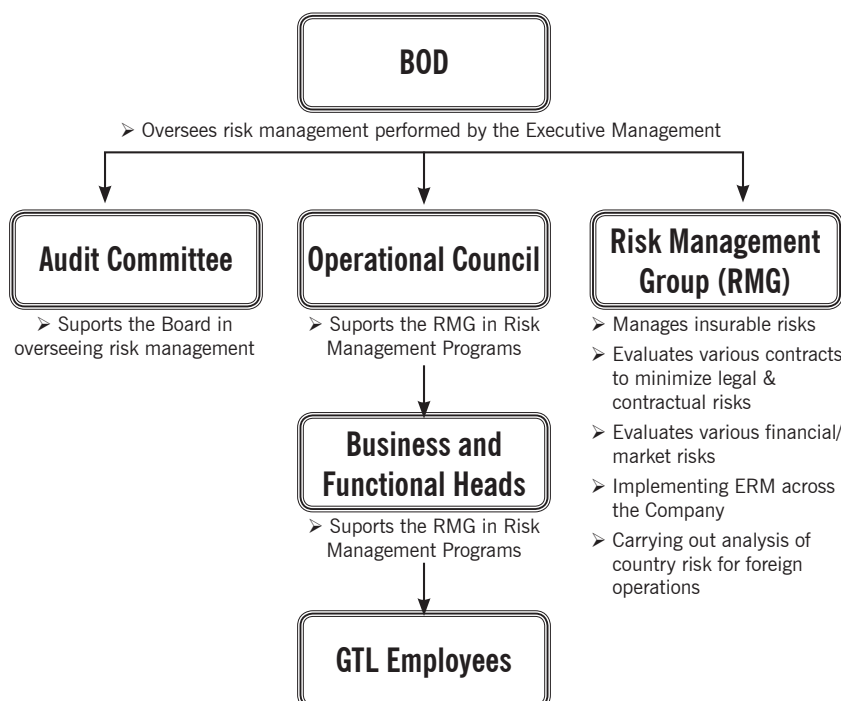 BOD
➢ Oversees risk management performed by the Executive Management
Audit Committee
➢ Suports the Board in
overseeing risk management
Operational Council
➢ Suports the RMG in Risk
Management Programs
Risk Management
Group (RMG)
➢ Manages insurable risks
➢ Evaluates various contracts
to minimize legal &
contractual risks
➢ Evaluates various financial/
market risks
➢ Implementing ERM across
the Company
➢ Carrying out analysis of
country risk for foreign
operations
Business and
Functional Heads
➢ Suports the RMG in Risk
Management Programs
GTL Employees